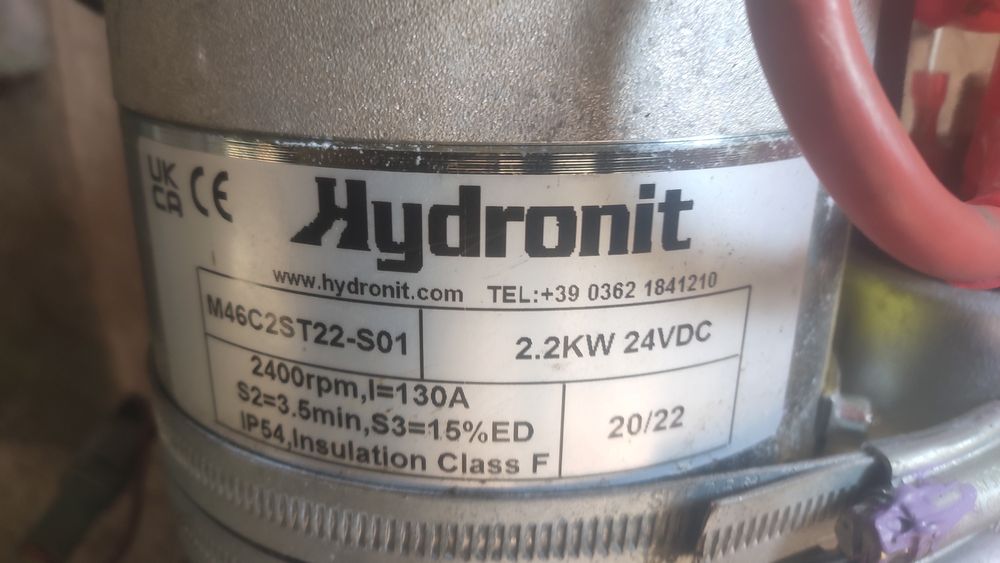 UK
CA CE
Hydronit
www.hydronit.com TEL:+39 0362 1841210
M46C2ST22-S01 2.2KW 24VDC
2400rpm,I=130A
S2=3.5min,S3=15%ED
IP54,Insulation Class F
20/22